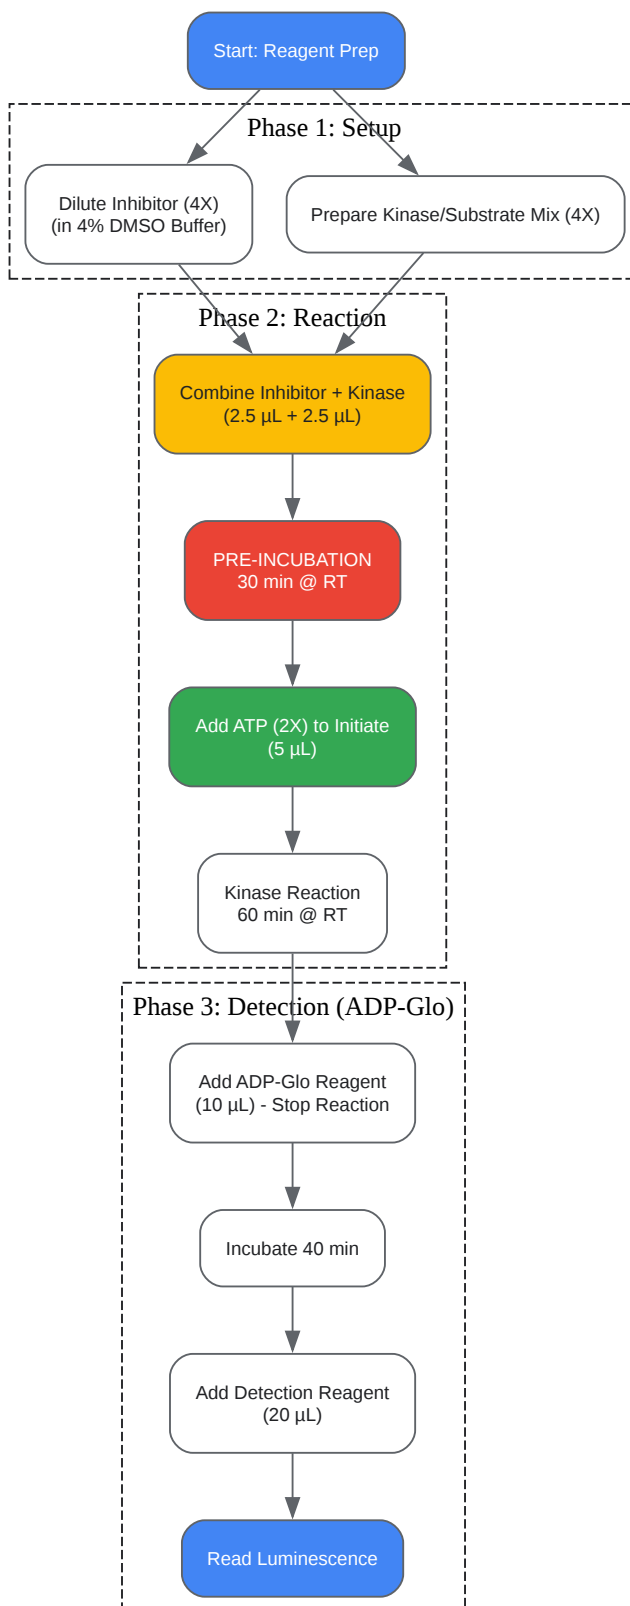 Start: Reagent Prep
Phase 1: Setup
Dilute Inhibitor (4X)
(in 4% DMSO Buffer)
Prepare Kinase/Substrate Mix (4X)
Phase 2: Reaction
Combine Inhibitor + Kinase
(2.5 µL + 2.5 µL)
PRE-INCUBATION
30 min @ RT
Add ATP (2X) to Initiate
(5 µL)
Kinase Reaction
60 min @ RT
Phase 3: Detection (ADP-Glo)
Add ADP-Glo Reagent
(10 µL) - Stop Reaction
Incubate 40 min
Add Detection Reagent
(20 µL)
Read Luminescence